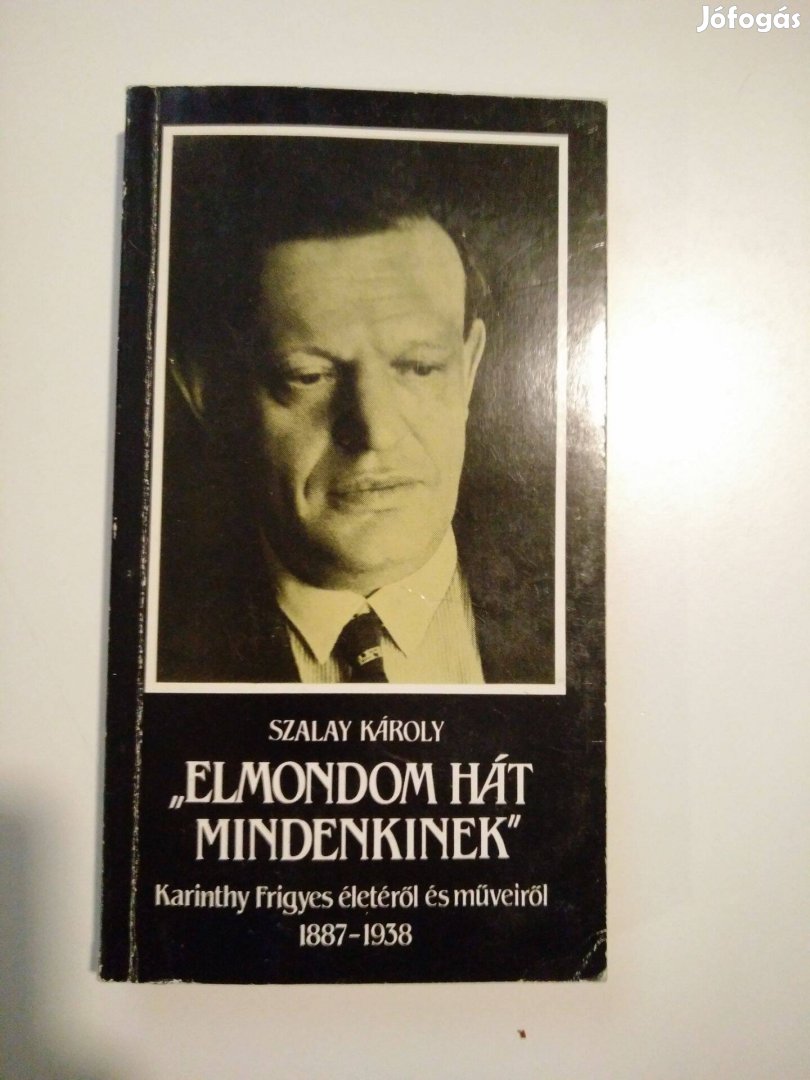 Jófogás
SZALAY KÁROLY
„ELMONDOM HÁT
MINDENKINEK”
Karinthy Frigyes életéről és műveiről
1887–1938